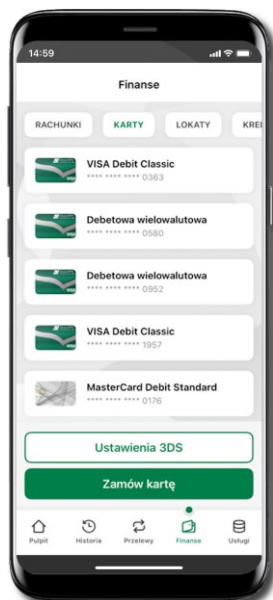 14:59
Finanse
RACHUNKI KARTY LOKATY KREI
VISA Debit Classic
•••• •••• •••• 0363
Debetowa wielowalutowa
•••• •••• •••• 0580
Debetowa wielowalutowa
•••• •••• •••• 0952
VISA Debit Classic
•••• •••• •••• 1957
MasterCard Debit Standard
•••• •••• •••• 0176
Ustawienia 3DS
Zamów kartę
Pulpit Historia Przelewy Finanse Usługi